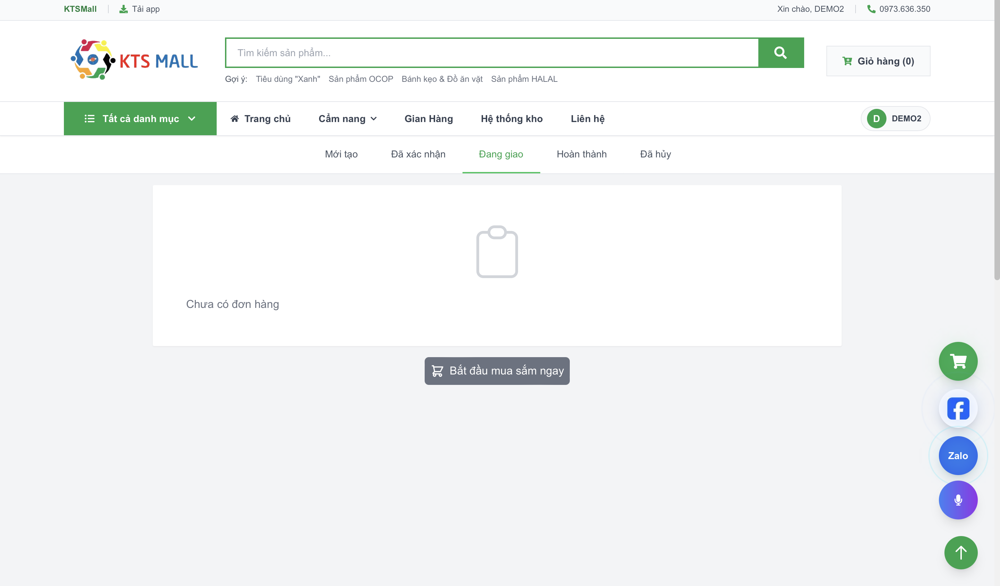 KTSMall
Tải app
Xin chào, DEMO2
0973.636.350
KTS MALL
Tìm kiếm sản phẩm...
Giỏ hàng (0)
Gợi ý: Tiêu dùng "Xanh" Sản phẩm OCOP Bánh kẹo & Đồ ăn vặt Sản phẩm HALAL
Tất cả danh mục
Trang chủ
Cẩm nang
Gian Hàng
Hệ thống kho
Liên hệ
D
DEMO2
Mới tạo
Đã xác nhận
Đang giao
Hoàn thành
Đã hủy
Chưa có đơn hàng
Bắt đầu mua sắm ngay
Zalo